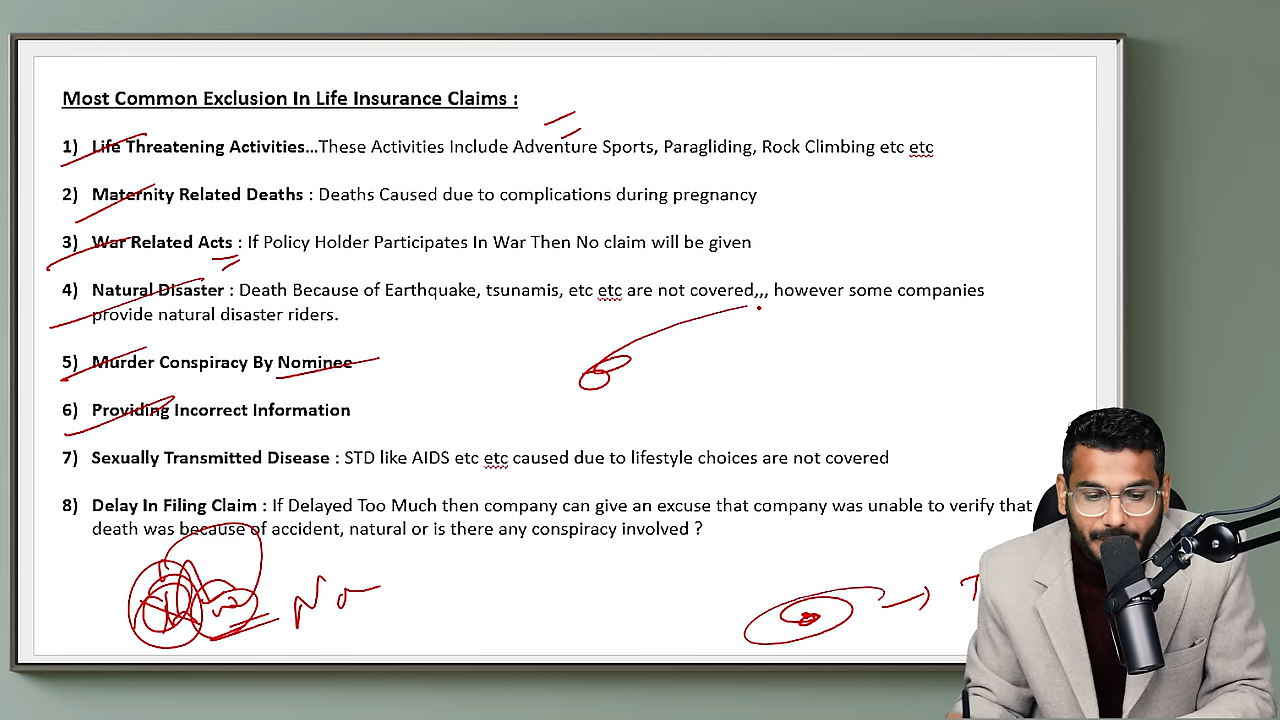 Most Common Exclusion In Life Insurance Claims :
1) Life Threatening Activities...These Activities Include Adventure Sports, Paragliding, Rock Climbing etc etc
2) Maternity Related Deaths : Deaths Caused due to complications during pregnancy
3) War Related Acts : If Policy Holder Participates In War Then No claim will be given
4) Natural Disaster : Death Because of Earthquake, tsunamis, etc etc are not covered,,, however some companies
provide natural disaster riders.
5) Murder Conspiracy By Nominee
6) Providing Incorrect Information
7) Sexually Transmitted Disease : STD like AIDS etc etc caused due to lifestyle choices are not covered
8) Delay In Filing Claim : If Delayed Too Much then company can give an excuse that company was unable to verify that
death was because of accident, natural or is there any conspiracy involved ?